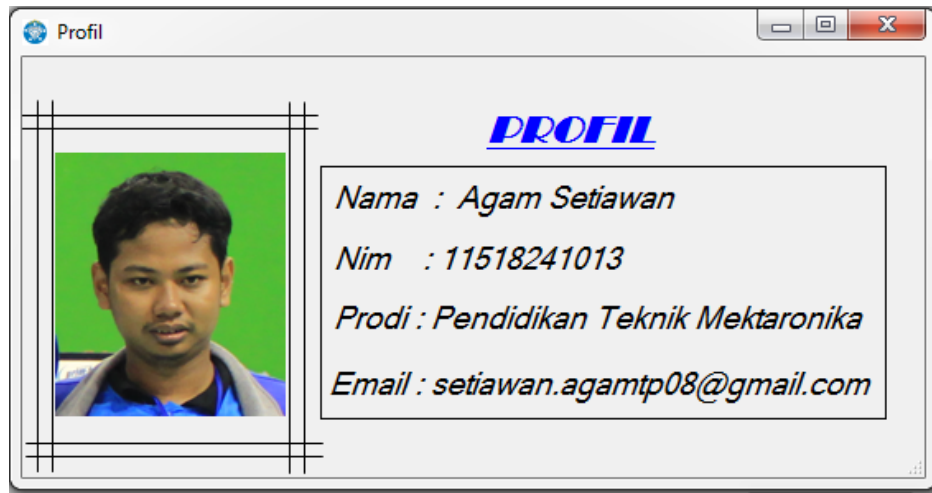 Profil
PROFIL
Nama : Agam Setiawan
Nim : 11518241013
Prodi : Pendidikan Teknik Mektaronika
Email : setiawan.agamtp08@gmail.com